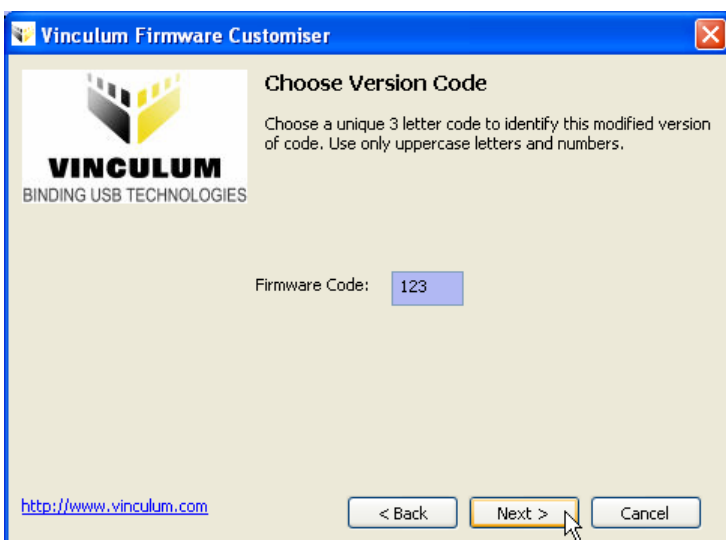 Vinculum Firmware Customiser
VINCULUM
BINDING USB TECHNOLOGIES
Choose Version Code
Choose a unique 3 letter code to identify this modified version
of code. Use only uppercase letters and numbers.
Firmware Code: 123
http://www.vinculum.com
< Back Next > Cancel